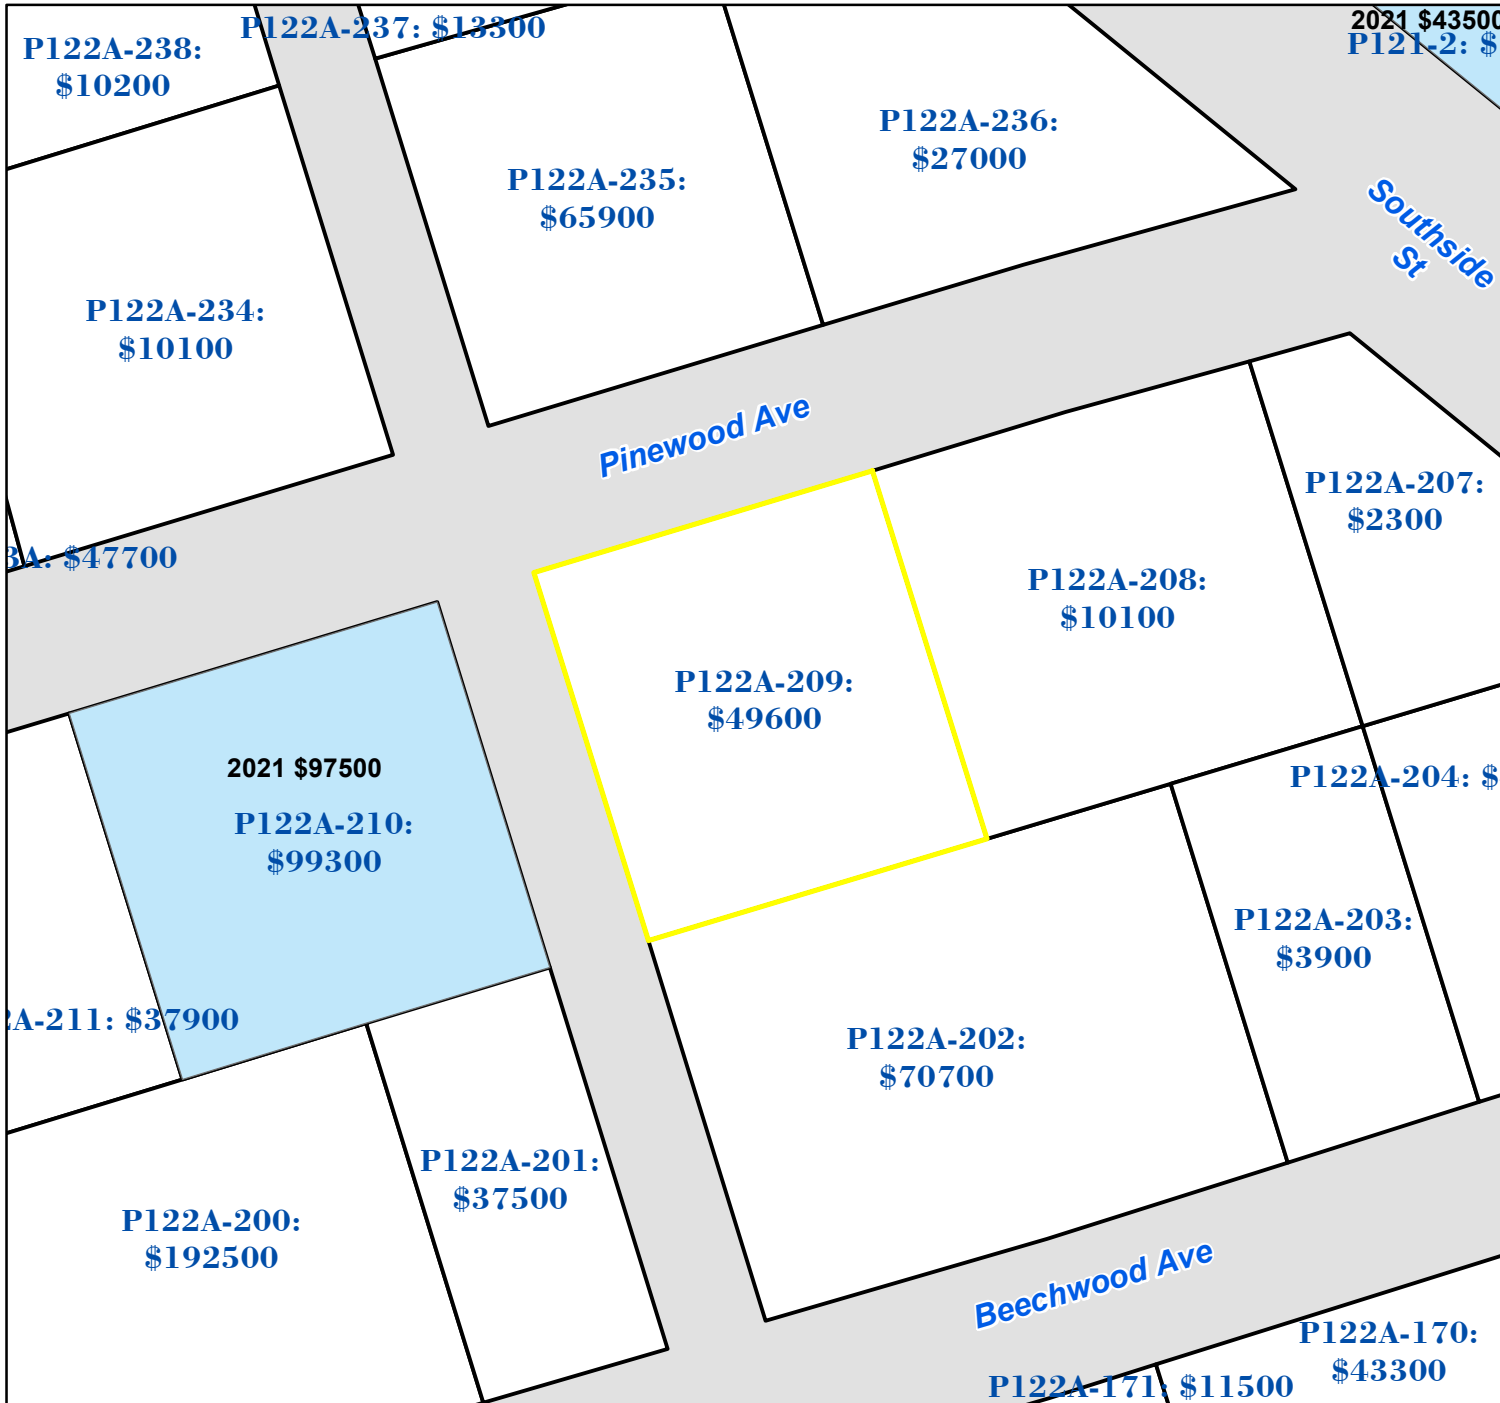 2021 $43500
P122A-237: $13300
P121-2: $
P122A-238:
$10200
P122A-236:
$27000
P122A-235:
$65900
Southside
St
P122A-234:
$10100
Pinewood Ave
P122A-207:
$2300
3A: $47700
P122A-208:
$10100
P122A-209:
$49600
2021 $97500
P122A-204: $
P122A-210:
$99300
P122A-203:
$3900
2A-211: $37900
P122A-202:
$70700
P122A-201:
$37500
P122A-200:
$192500
Beechwood Ave
P122A-170:
$43300
P122A-171: $11500